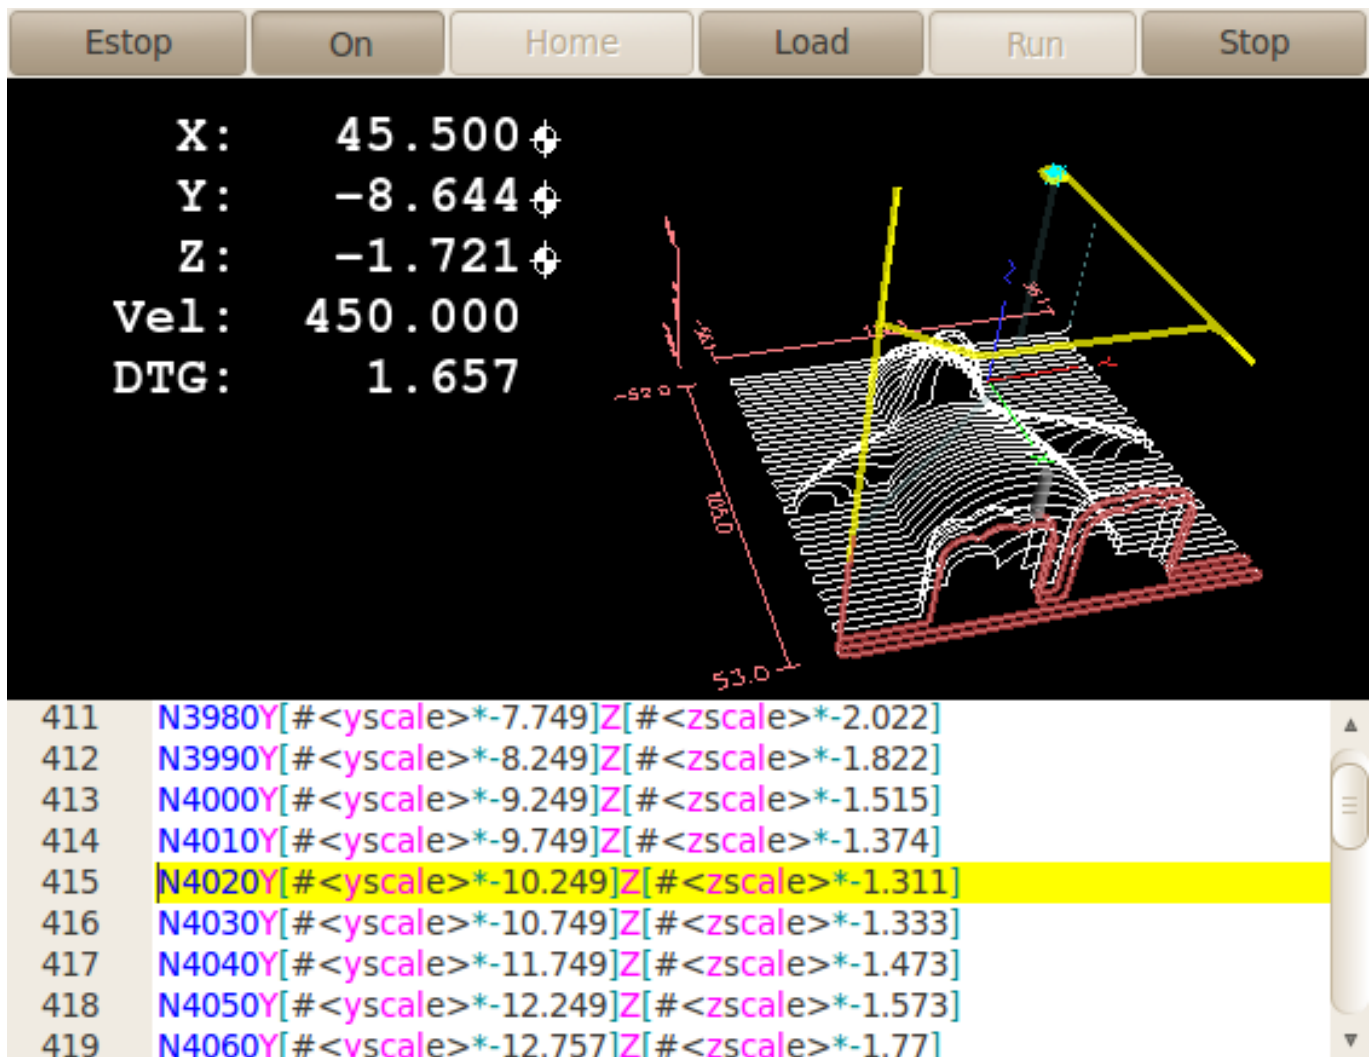 Estop On Home Load Run Stop
X: 45.500
Y: -8.644
Z: -1.721
Vel: 450.000
DTG: 1.657
-52.0
105.0
53.0
411 N3980Y[#<yscale>*-7.749]Z[#<zscale>*-2.022]
412 N3990Y[#<yscale>*-8.249]Z[#<zscale>*-1.822]
413 N4000Y[#<yscale>*-9.249]Z[#<zscale>*-1.515]
414 N4010Y[#<yscale>*-9.749]Z[#<zscale>*-1.374]
415 N4020Y[#<yscale>*-10.249]Z[#<zscale>*-1.311]
416 N4030Y[#<yscale>*-10.749]Z[#<zscale>*-1.333]
417 N4040Y[#<yscale>*-11.749]Z[#<zscale>*-1.473]
418 N4050Y[#<yscale>*-12.249]Z[#<zscale>*-1.573]
419 N4060Y[#<yscale>*-12.757]Z[#<zscale>*-1.77]